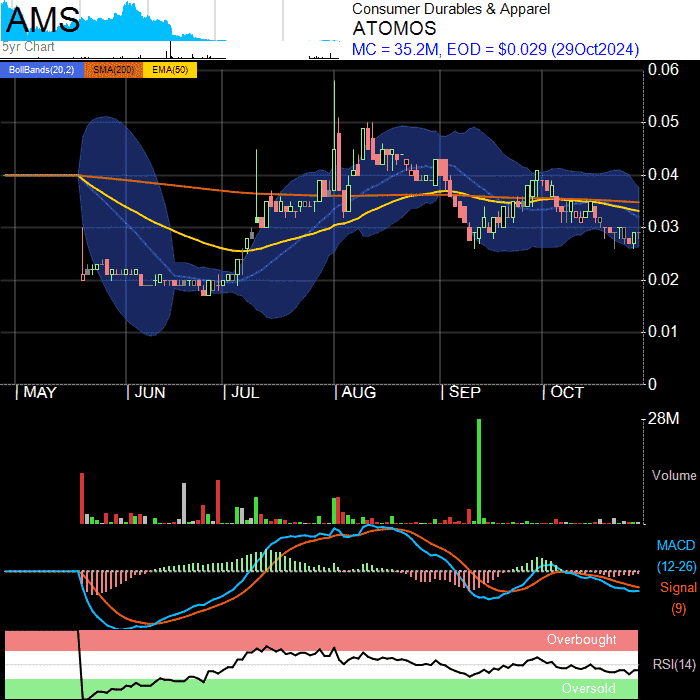 AMS
5yr Chart
Consumer Durables & Apparel
ATOMOS
MC = 35.2M, EOD = $0.029 (29Oct2024)
BollBands(20,2) SMA(200) EMA(50)
0.06
0.05
0.04
0.03
0.02
0.01
0
MAY JUN JUL AUG SEP OCT
28M
Volume
MACD
(12-26)
Signal
(9)
Overbought
RSI(14)
Oversold